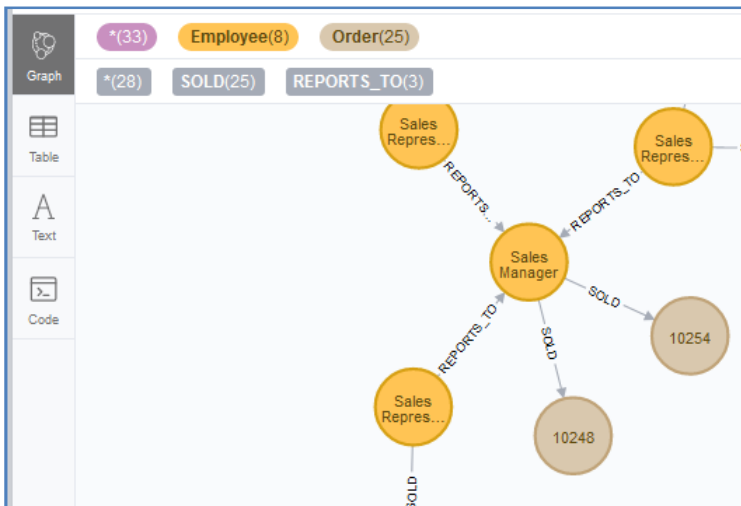 *(33) Employee(8) Order(25)
*(28) SOLD(25) REPORTS_TO(3)
Graph
Table
Text
Code
Sales
Repres...
Sales
Repres...
REPORTS...
REPORTS_TO
Sales
Manager
SOLD
10254
REPORTS_TO
SOLD
Sales
Repres...
10248
SOLD